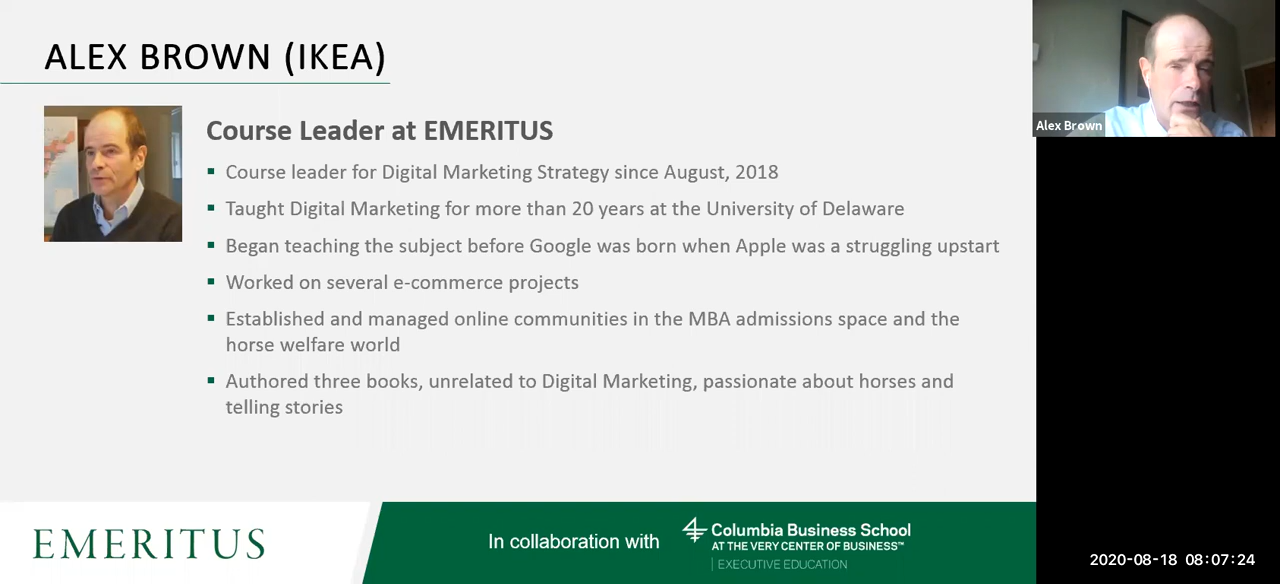 ALEX BROWN (IKEA)
Course Leader at EMERITUS
▪ Course leader for Digital Marketing Strategy since August, 2018
▪ Taught Digital Marketing for more than 20 years at the University of Delaware
▪ Began teaching the subject before Google was born when Apple was a struggling upstart
▪ Worked on several e-commerce projects
▪ Established and managed online communities in the MBA admissions space and the
horse welfare world
▪ Authored three books, unrelated to Digital Marketing, passionate about horses and
telling stories
Alex Brown
EMERITUS
In collaboration with
Columbia Business School
AT THE VERY CENTER OF BUSINESS™
EXECUTIVE EDUCATION
2020-08-18 08:07:24